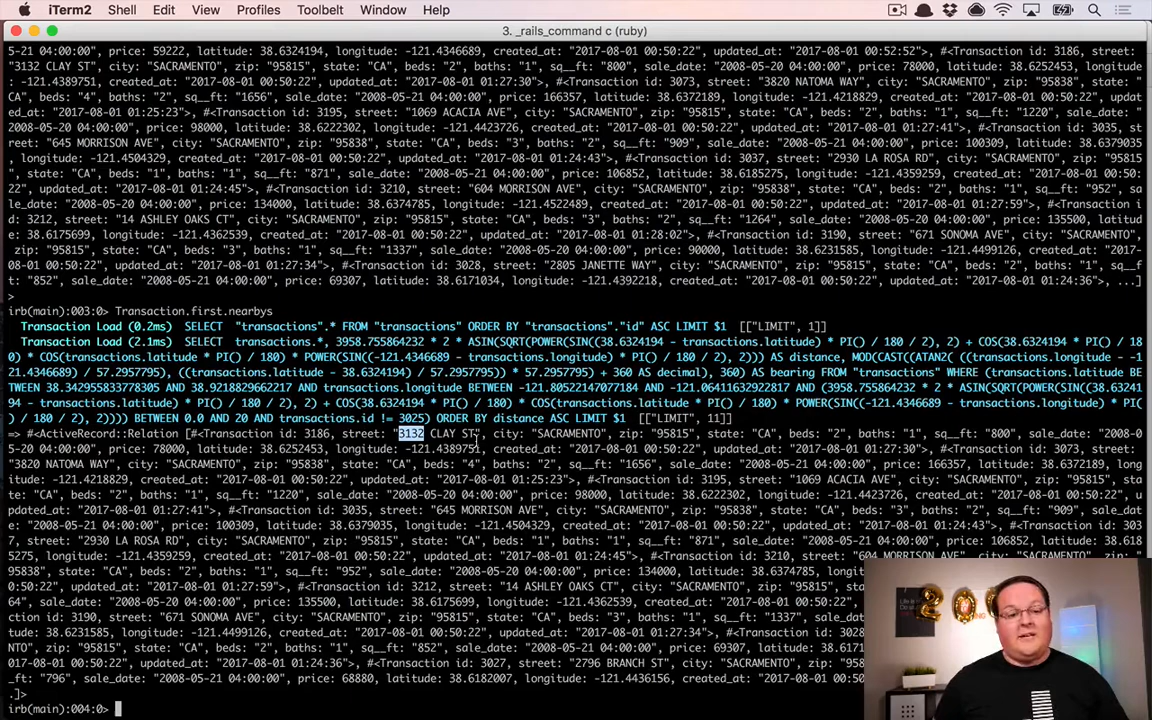 iTerm2 Shell Edit View Profiles Toolbelt Window Help
3. _rails_command c (ruby)
5-21 04:00:00", price: 59222, latitude: 38.6324194, longitude: -121.4346689, created_at: "2017-08-01 00:50:22", updated_at: "2017-08-01 00:52:52">, #<Transaction id: 3186, street:
"3132 CLAY ST", city: "SACRAMENTO", zip: "95815", state: "CA", beds: "2", baths: "1", sq__ft: "800", sale_date: "2008-05-20 04:00:00", price: 78000, latitude: 38.6252453, longitude
: -121.4389751, created_at: "2017-08-01 00:50:22", updated_at: "2017-08-01 01:27:30">, #<Transaction id: 3073, street: "3820 NATOMA WAY", city: "SACRAMENTO", zip: "95838", state: "
CA", beds: "4", baths: "2", sq__ft: "1656", sale_date: "2008-05-21 04:00:00", price: 166357, latitude: 38.6372189, longitude: -121.4218829, created_at: "2017-08-01 00:50:22", updat
ed_at: "2017-08-01 01:25:23">, #<Transaction id: 3195, street: "1069 ACACIA AVE", city: "SACRAMENTO", zip: "95815", state: "CA", beds: "3", baths: "1", sq__ft: "1220", sale_date:
"2008-05-20 04:00:00", price: 98000, latitude: 38.6222302, longitude: -121.4423726, created_at: "2017-08-01 00:50:22", updated_at: "2017-08-01 01:27:41">, #<Transaction id: 3035, st
reet: "645 MORRISON AVE", city: "SACRAMENTO", zip: "95838", state: "CA", beds: "3", baths: "2", sq__ft: "909", sale_date: "2008-05-21 04:00:00", price: 100309, latitude: 38.6379035
, longitude: -121.4504329, created_at: "2017-08-01 00:50:22", updated_at: "2017-08-01 01:24:43">, #<Transaction id: 3037, street: "2930 LA ROSA RD", city: "SACRAMENTO", zip: "95815
", state: "CA", beds: "1", baths: "1", sq__ft: "871", sale_date: "2008-05-21 04:00:00", price: 106852, latitude: 38.6185275, longitude: -121.4359259, created_at: "2017-08-01 00:50:
22", updated_at: "2017-08-01 01:24:45">, #<Transaction id: 3210, street: "604 MORRISON AVE", city: "SACRAMENTO", zip: "95838", state: "CA", beds: "2", baths: "1", sq__ft: "952", sa
le_date: "2008-05-20 04:00:00", price: 134000, latitude: 38.6374785, longitude: -121.4522489, created_at: "2017-08-01 00:50:22", updated_at: "2017-08-01 01:27:59">, #<Transaction i
d: 3212, street: "14 ASHLEY OAKS CT", city: "SACRAMENTO", zip: "95815", state: "CA", beds: "3", baths: "2", sq__ft: "1264", sale_date: "2008-05-20 04:00:00", price: 135500, latitud
e: 38.6175699, longitude: -121.4362539, created_at: "2017-08-01 00:50:22", updated_at: "2017-08-01 01:28:02">, #<Transaction id: 3190, street: "671 SONOMA AVE", city: "SACRAMENTO",
zip: "95815", state: "CA", beds: "3", baths: "1", sq__ft: "1337", sale_date: "2008-05-20 04:00:00", price: 90000, latitude: 38.6231585, longitude: -121.4499126, created_at: "2017-
08-01 00:50:22", updated_at: "2017-08-01 01:27:34">, #<Transaction id: 3028, street: "2805 JANETTE WAY", city: "SACRAMENTO", zip: "95815", state: "CA", beds: "2", baths: "1", sq__f
t: "852", sale_date: "2008-05-21 04:00:00", price: 69307, latitude: 38.6171034, longitude: -121.4392218, created_at: "2017-08-01 00:50:22", updated_at: "2017-08-01 01:24:36">, ...]
>
irb(main):003:0> Transaction.first.nearbys
Transaction Load (0.2ms) SELECT "transactions".* FROM "transactions" ORDER BY "transactions"."id" ASC LIMIT $1 [["LIMIT", 1]]
Transaction Load (2.1ms) SELECT transactions.*, 3958.755864232 * 2 * ASIN(SQRT(POWER(SIN((38.6324194 - transactions.latitude) * PI() / 180 / 2), 2) + COS(38.6324194 * PI() / 18
0) * COS(transactions.latitude * PI() / 180) * POWER(SIN((-121.4346689 - transactions.longitude) * PI() / 180 / 2), 2))) AS distance, MOD(CAST((ATAN2( ((transactions.longitude - -1
21.4346689) / 57.2957795), ((transactions.latitude - 38.6324194) / 57.2957795)) * 57.2957795) + 360 AS decimal), 360) AS bearing FROM "transactions" WHERE (transactions.latitude BE
TWEEN 38.342955833778305 AND 38.9218829662217 AND transactions.longitude BETWEEN -121.80522147077184 AND -121.06411632922817 AND (3958.755864232 * 2 * ASIN(SQRT(POWER(SIN((38.63241
94 - transactions.latitude) * PI() / 180 / 2), 2) + COS(38.6324194 * PI() / 180) * COS(transactions.latitude * PI() / 180) * POWER(SIN((-121.4346689 - transactions.longitude) * PI(
) / 180 / 2), 2)))) BETWEEN 0.0 AND 20 AND transactions.id != 3025) ORDER BY distance ASC LIMIT $1 [["LIMIT", 11]]
=> #<ActiveRecord::Relation [#<Transaction id: 3186, street: "3132 CLAY ST", city: "SACRAMENTO", zip: "95815", state: "CA", beds: "2", baths: "1", sq__ft: "800", sale_date: "2008-0
5-20 04:00:00", price: 78000, latitude: 38.6252453, longitude: -121.4389751, created_at: "2017-08-01 00:50:22", updated_at: "2017-08-01 01:27:30">, #<Transaction id: 3073, street:
"3820 NATOMA WAY", city: "SACRAMENTO", zip: "95838", state: "CA", beds: "4", baths: "2", sq__ft: "1656", sale_date: "2008-05-21 04:00:00", price: 166357, latitude: 38.6372189, lon
gitude: -121.4218829, created_at: "2017-08-01 00:50:22", updated_at: "2017-08-01 01:25:23">, #<Transaction id: 3195, street: "1069 ACACIA AVE", city: "SACRAMENTO", zip: "95815", sta
te: "CA", beds: "3", baths: "1", sq__ft: "1220", sale_date: "2008-05-20 04:00:00", price: 98000, latitude: 38.6222302, longitude: -121.4423726, created_at: "2017-08-01 00:50:22", u
pdated_at: "2017-08-01 01:27:41">, #<Transaction id: 3035, street: "645 MORRISON AVE", city: "SACRAMENTO", zip: "95838", state: "CA", beds: "3", baths: "2", sq__ft: "909", sale_dat
e: "2008-05-21 04:00:00", price: 100309, latitude: 38.6379035, longitude: -121.4504329, created_at: "2017-08-01 00:50:22", updated_at: "2017-08-01 01:24:43">, #<Transaction id: 303
7, street: "2930 LA ROSA RD", city: "SACRAMENTO", zip: "95815", state: "CA", beds: "1", baths: "1", sq__ft: "871", sale_date: "2008-05-21 04:00:00", price: 106852, latitude: 38.618
5275, longitude: -121.4359259, created_at: "2017-08-01 00:50:22", updated_at: "2017-08-01 01:24:45">, #<Transaction id: 3210, street: "604 MORRISON AVE", city: "SACRAMENTO", zip: "
95838", state: "CA", beds: "2", baths: "1", sq__ft: "952", sale_date: "2008-05-20 04:00:00", price: 134000, latitude: 38.6374785, lo
0:50:22", updated_at: "2017-08-01 01:27:59">, #<Transaction id: 3212, street: "14 ASHLEY OAKS CT", city: "SACRAMENTO", zip: "95815",
64", sale_date: "2008-05-20 04:00:00", price: 135500, latitude: 38.6175699, longitude: -121.4362539, created_at: "2017-08-01 00:50:2
ction id: 3190, street: "671 SONOMA AVE", city: "SACRAMENTO", zip: "95815", state: "CA", beds: "3", baths: "1", sq__ft: "1337", sale
tude: 38.6231585, longitude: -121.4499126, created_at: "2017-08-01 00:50:22", updated_at: "2017-08-01 01:27:34">, #<Transaction id: 3028
NTO", zip: "95815", state: "CA", beds: "2", baths: "1", sq__ft: "852", sale_date: "2008-05-21 04:00:00", price: 69307, latitude: 38.617
017-08-01 00:50:22", updated_at: "2017-08-01 01:24:36">, #<Transaction id: 3027, street: "2796 BRANCH ST", city: "SACRAMENTO", zip: "958
_ft: "796", sale_date: "2008-05-21 04:00:00", price: 68880, latitude: 38.6182007, longitude: -121.4436156, created_at: "2017-08-01 00:50
.]>
irb(main):004:0>
200